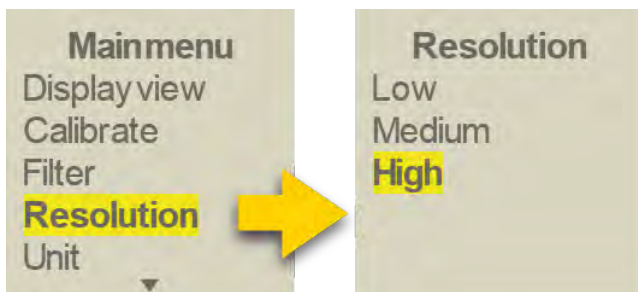 Mainmenu
Display view
Calibrate
Filter
Resolution
Unit
Resolution
Low
Medium
High